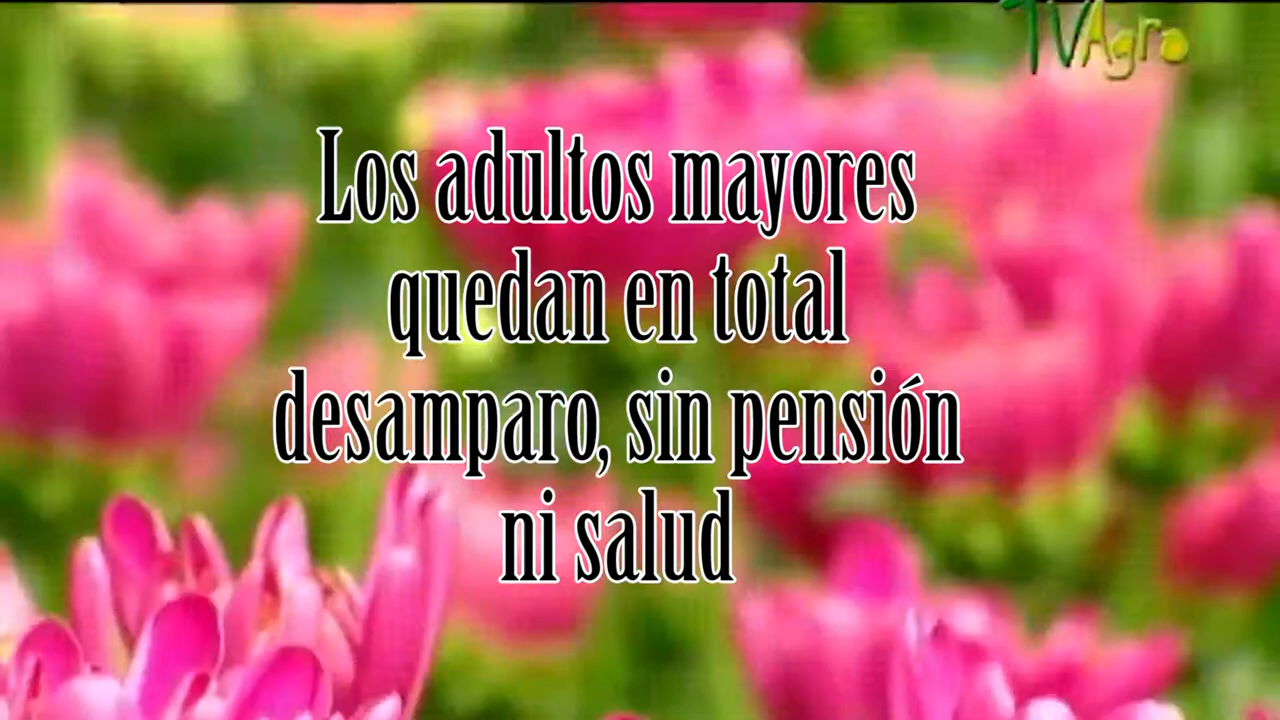 TVAgro
Los adultos mayores
quedan en total
desamparo, sin pensión
ni salud